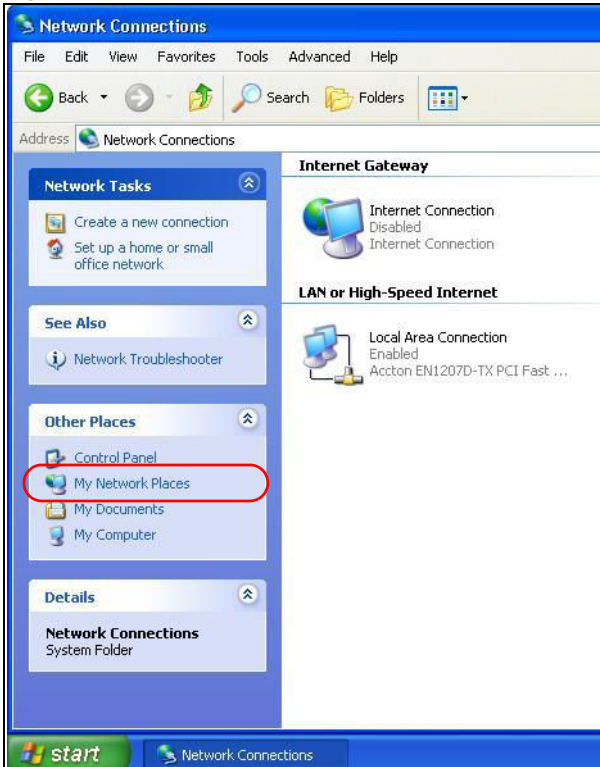 Network Connections
File Edit View Favorites Tools Advanced Help
Back Search Folders
Address Network Connections
Network Tasks
Create a new connection
Set up a home or small
office network
See Also
Network Troubleshooter
Other Places
Control Panel
My Network Places
My Documents
My Computer
Details
Network Connections
System Folder
Internet Gateway
Internet Connection
Disabled
Internet Connection
LAN or High-Speed Internet
Local Area Connection
Enabled
Accton EN1207D-TX PCI Fast ...
start Network Connections